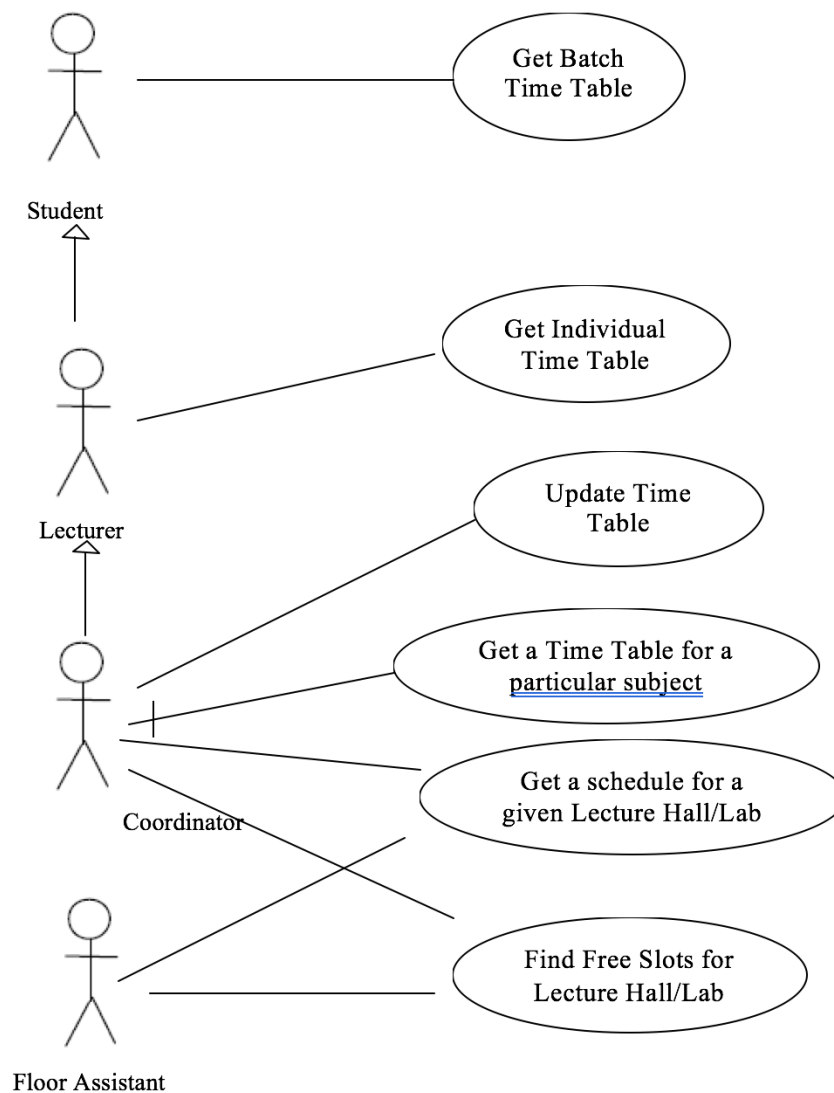 Get Batch
Time Table
Student
Get Individual
Time Table
Update Time
Table
Lecturer
Get a Time Table for a
particular subject
Get a schedule for a
given Lecture Hall/Lab
Coordinator
Find Free Slots for
Lecture Hall/Lab
Floor Assistant